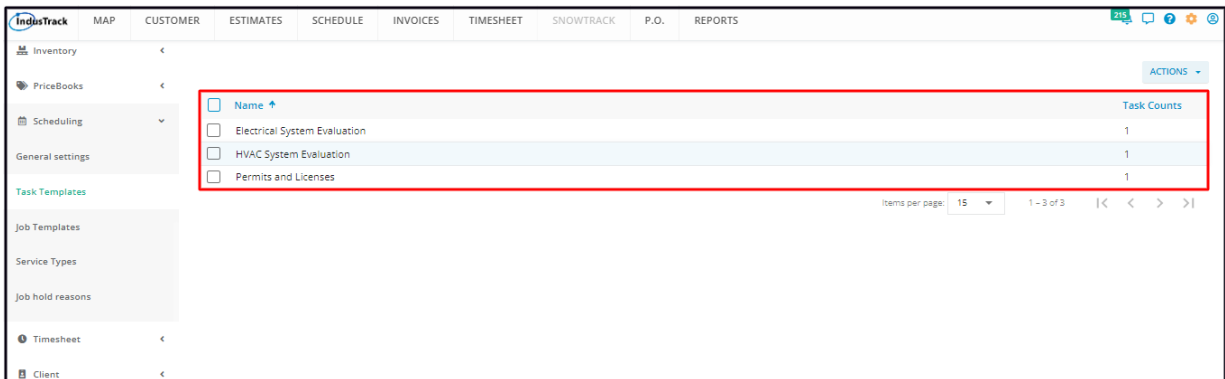 IndusTrack MAP CUSTOMER ESTIMATES SCHEDULE INVOICES TIMESHEET SNOWTRACK P.O. REPORTS 215
Inventory
PriceBooks
Scheduling
General settings
Task Templates
Job Templates
Service Types
Job hold reasons
Timesheet
Client
ACTIONS
Name Task Counts
Electrical System Evaluation 1
HVAC System Evaluation 1
Permits and Licenses 1
Items per page: 15 1 – 3 of 3